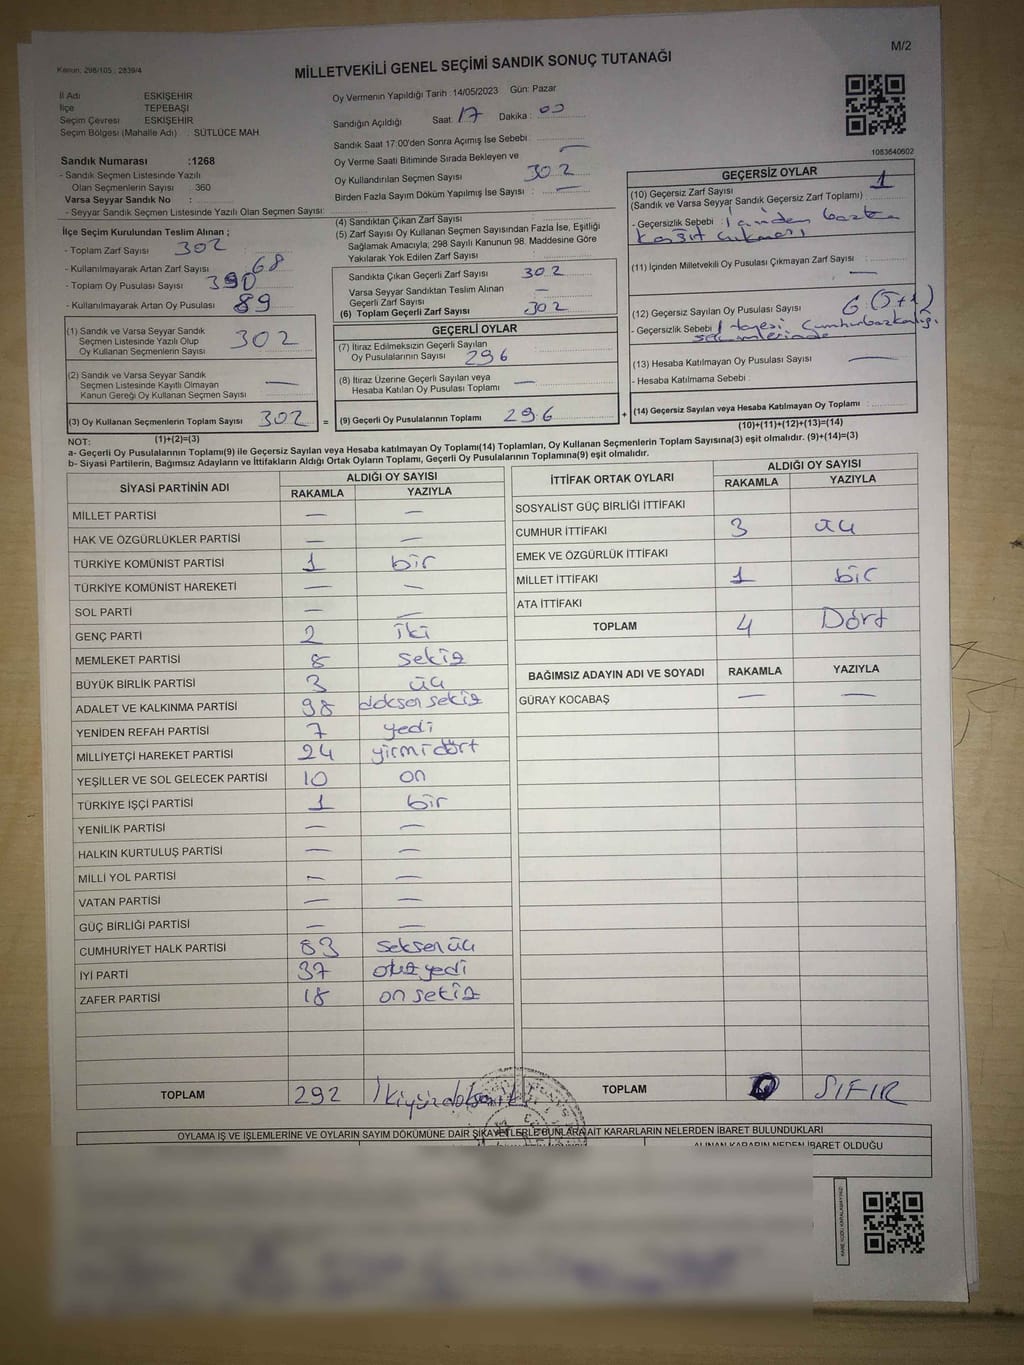 M/2
Kanun: 298/105 ; 2839/4
MİLLETVEKİLİ GENEL SEÇİMİ SANDIK SONUÇ TUTANAĞI
İl Adı ESKİŞEHİR
İlçe TEPEBAŞI
Seçim Çevresi ESKİŞEHİR
Seçim Bölgesi (Mahalle Adı) : SÜTLÜCE MAH.
Sandık Numarası :1268
- Sandık Seçmen Listesinde Yazılı
Olan Seçmenlerin Sayısı : 360
Varsa Seyyar Sandık No :
- Seyyar Sandık Seçmen Listesinde Yazılı Olan Seçmen Sayısı:
Oy Vermenin Yapıldığı Tarih : 14/05/2023 Gün: Pazar
Sandığın Açıldığı Saat: 17 Dakika : 00
Sandık Saat 17:00'den Sonra Açımış İse Sebebi : —
Oy Verme Saati Bitiminde Sırada Bekleyen ve
Oy Kullandırılan Seçmen Sayısı : 302
Birden Fazla Sayım Döküm Yapılmış İse Sayısı : —
1083640602
İlçe Seçim Kurulundan Teslim Alınan ;
- Toplam Zarf Sayısı : 302
- Kullanılmayarak Artan Zarf Sayısı : 68
- Toplam Oy Pusulası Sayısı : 390
- Kullanılmayarak Artan Oy Pusulası : 89
(1) Sandık ve Varsa Seyyar Sandık
Seçmen Listesinde Yazılı Olup
Oy Kullanan Seçmenlerin Sayısı : 302
(2) Sandık ve Varsa Seyyar Sandık
Seçmen Listesinde Kayıtlı Olmayan
Kanun Gereği Oy Kullanan Seçmen Sayısı : —
(3) Oy Kullanan Seçmenlerin Toplam Sayısı : 302 =
(1)+(2)=(3)
(4) Sandıktan Çıkan Zarf Sayısı :
(5) Zarf Sayısı Oy Kullanan Seçmen Sayısından Fazla İse, Eşitliği
Sağlamak Amacıyla; 298 Sayılı Kanunun 98. Maddesine Göre
Yakılarak Yok Edilen Zarf Sayısı :
Sandıkta Çıkan Geçerli Zarf Sayısı : 302
Varsa Seyyar Sandıktan Teslim Alınan
Geçerli Zarf Sayısı : —
(6) Toplam Geçerli Zarf Sayısı : 302
GEÇERLİ OYLAR
(7) İtiraz Edilmeksizin Geçerli Sayılan
Oy Pusulalarının Sayısı : 296
(8) İtiraz Üzerine Geçerli Sayılan veya
Hesaba Katılan Oy Pusulası Toplamı : —
(9) Geçerli Oy Pusulalarının Toplamı : 296 +
GEÇERSİZ OYLAR
(10) Geçersiz Zarf Sayısı : 1
(Sandık ve Varsa Seyyar Sandık Geçersiz Zarf Toplamı)
- Geçersizlik Sebebi : İçinden başka
kağıt çıkması
(11) İçinden Milletvekili Oy Pusulası Çıkmayan Zarf Sayısı : —
(12) Geçersiz Sayılan Oy Pusulası Sayısı : 6 (5+1)
- Geçersizlik Sebebi : 1 Cumhurbaşkanlığı
(13) Hesaba Katılmayan Oy Pusulası Sayısı : —
- Hesaba Katılmama Sebebi :
(14) Geçersiz Sayılan veya Hesaba Katılmayan Oy Toplamı :
(10)+(11)+(12)+(13)=(14)
NOT:
a- Geçerli Oy Pusulalarının Toplamı(9) ile Geçersiz Sayılan veya Hesaba Katılmayan Oy Toplamı(14) Toplamları, Oy Kullanan Seçmenlerin Toplam Sayısına(3) eşit olmalıdır. (9)+(14)=(3)
b- Siyasi Partilerin, Bağımsız Adayların ve İttifakların Aldığı Ortak Oyların Toplamı, Geçerli Oy Pusulalarının Toplamına(9) eşit olmalıdır.
SİYASİ PARTİNİN ADI ALDIĞI OY SAYISI
RAKAMLA YAZIYLA
MİLLET PARTİSİ — —
HAK VE ÖZGÜRLÜKLER PARTİSİ — —
TÜRKİYE KOMÜNİST PARTİSİ 1 bir
TÜRKİYE KOMÜNİST HAREKETİ — —
SOL PARTİ — —
GENÇ PARTİ 2 iki
MEMLEKET PARTİSİ 8 sekiz
BÜYÜK BİRLİK PARTİSİ 3 üç
ADALET VE KALKINMA PARTİSİ 98 doksan sekiz
YENİDEN REFAH PARTİSİ 7 yedi
MİLLİYETÇİ HAREKET PARTİSİ 24 yirmi dört
YEŞİLLER VE SOL GELECEK PARTİSİ 10 on
TÜRKİYE İŞÇİ PARTİSİ 1 bir
YENİLİK PARTİSİ — —
HALKIN KURTULUŞ PARTİSİ — —
MİLLİ YOL PARTİSİ — —
VATAN PARTİSİ — —
GÜÇ BİRLİĞİ PARTİSİ — —
CUMHURİYET HALK PARTİSİ 83 seksen üç
İYİ PARTİ 37 otuz yedi
ZAFER PARTİSİ 18 on sekiz
TOPLAM 292
İTTİFAK ORTAK OYLARI ALDIĞI OY SAYISI
RAKAMLA YAZIYLA
SOSYALİST GÜÇ BİRLİĞİ İTTİFAKI
CUMHUR İTTİFAKI 3 üç
EMEK VE ÖZGÜRLÜK İTTİFAKI
MİLLET İTTİFAKI 1 bir
ATA İTTİFAKI
TOPLAM 4 Dört
BAĞIMSIZ ADAYIN ADI VE SOYADI RAKAMLA YAZIYLA
GÜRAY KOCABAŞ — —
TOPLAM 0 SIFIR
OYLAMA İŞ VE İŞLEMLERİNE VE OYLARIN SAYIM DÖKÜMÜNE DAİR ŞİKAYETLERLE BUNLARA AİT KARARLARIN NELERDEN İBARET BULUNDUKLARI
ALINAN KARARIN NEDEN İBARET OLDUĞU